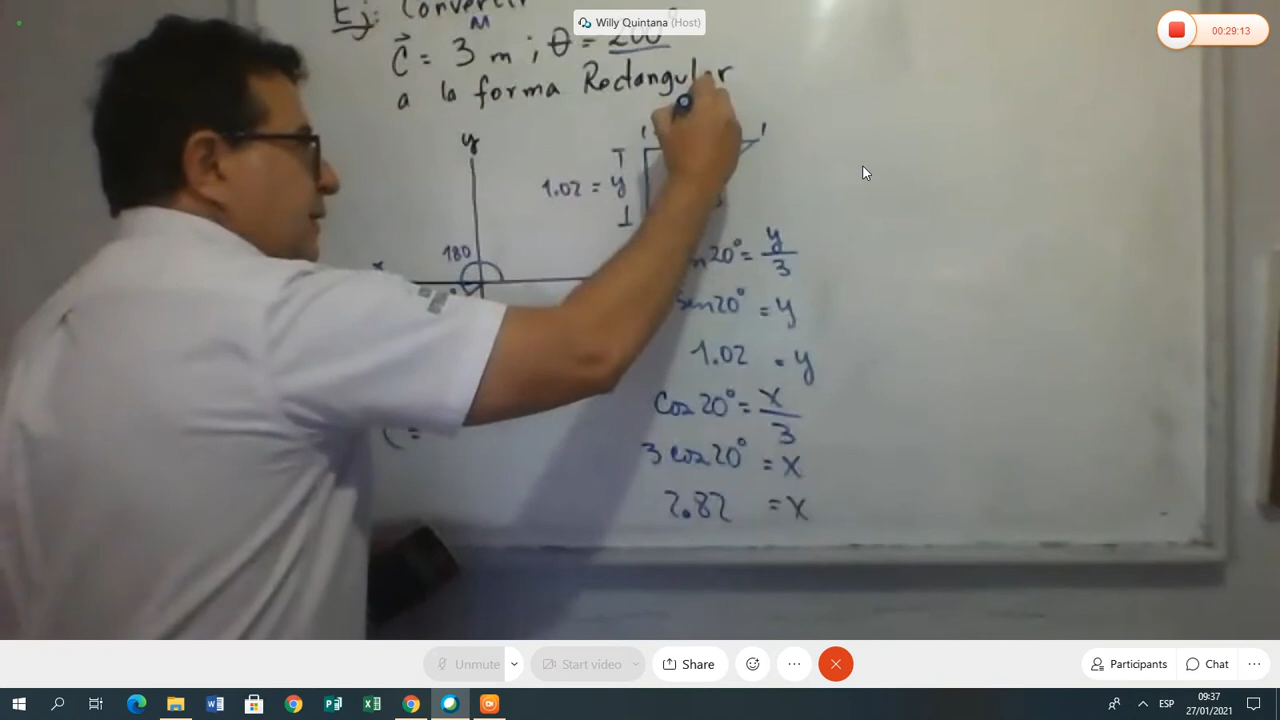 Willy Quintana (Host)
00:29:13
Ej: Convertir
M
C = 3 m ; θ = 200°
a la forma Rectangular
y
1.02 = y
180
x
20° = y/3
Sen20° = y
1.02 = y
Cos 20° = x/3
3 cos 20° = x
2.82 = x
C =
Unmute
Start video
Share
Participants
Chat
ESP
09:37
27/01/2021